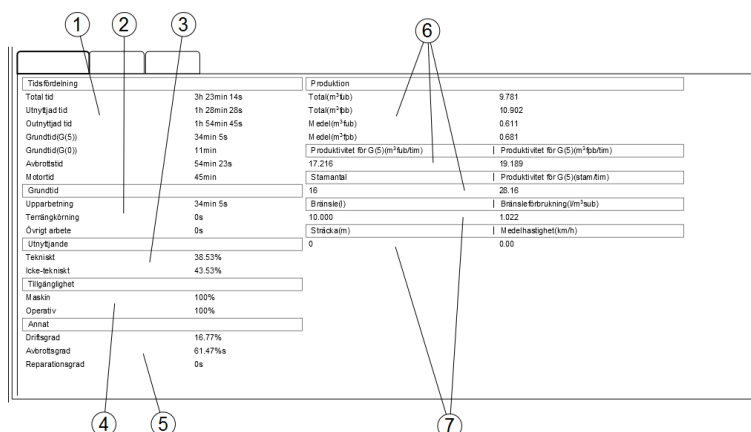 1 2 3 6
Tidsfördelning
Total tid 3h 23min 14s
Utnyttjad tid 1h 28min 28s
Outnyttjad tid 1h 54min 45s
Grundtid(G(5)) 34min 5s
Grundtid(G(0)) 11min
Avbrottstid 54min 23s
Motortid 45min
Grundtid
Upparbetning 34min 5s
Terrängkörning 0s
Övrigt arbete 0s
Utnyttjande
Tekniskt 38.53%
Icke-tekniskt 43.53%
Tillgänglighet
Maskin 100%
Operativ 100%
Annat
Driftsgrad 16.77%
Avbrottsgrad 61.47%s
Reparationsgrad 0s
Produktion
Total(m³fub) 9.781
Total(m³fpb) 10.902
Medel(m³fub) 0.611
Medel(m³fpb) 0.681
Produktivitet för G(5)(m³fub/tim) | Produktivitet för G(5)(m³fpb/tim)
17.216 19.189
Stamantal | Produktivitet för G(5)(stam/tim)
16 28.16
Bränsle(l) | Bränsleförbrukning(l/m³sub)
10.000 1.022
Sträcka(m) | Medelhastighet(km/h)
0 0.00
4 5 7